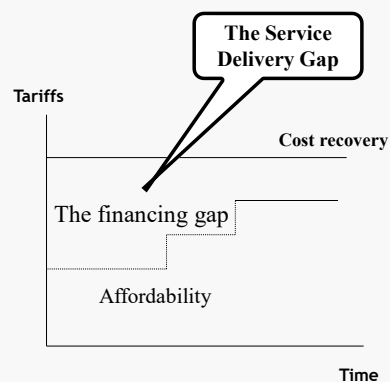 The Service
Delivery Gap
Tariffs
Cost recovery
The financing gap
Affordability
Time